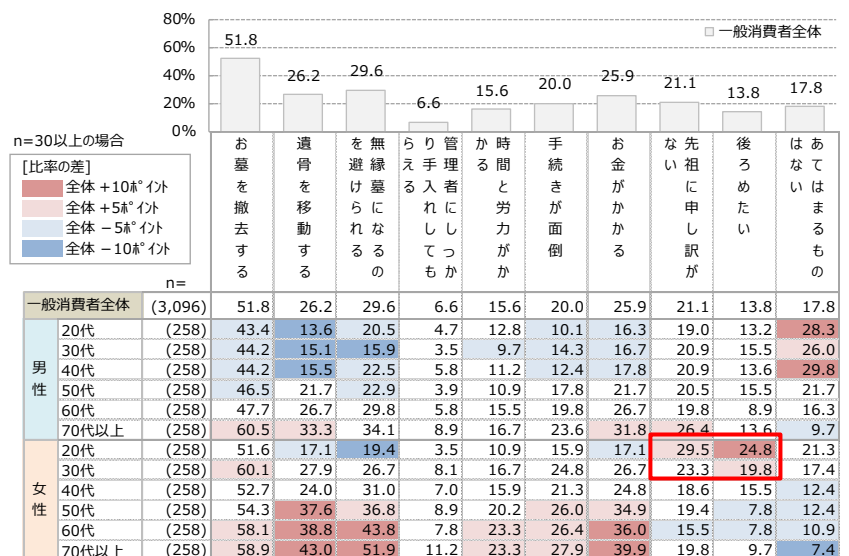 80%
60%
40%
20%
0%
51.8 26.2 29.6 6.6 15.6 20.0 25.9 21.1 13.8 17.8
一般消費者全体
n=30以上の場合
[比率の差]
全体 +10ポイント
全体 +5ポイント
全体 -5ポイント
全体 -10ポイント
n=
お墓を撤去する
遺骨を移動する
無縁墓になるの
を避けられる
管理者にしっか
り手入れしても
らえる
時間と労力がか
かる
手続きが面倒
お金がかかる
先祖に申し訳が
ない
後ろめたい
あてはまるもの
はない
一般消費者全体 (3,096) 51.8 26.2 29.6 6.6 15.6 20.0 25.9 21.1 13.8 17.8
男性
20代 (258) 43.4 13.6 20.5 4.7 12.8 10.1 16.3 19.0 13.2 28.3
30代 (258) 44.2 15.1 15.9 3.5 9.7 14.3 16.7 20.9 15.5 26.0
40代 (258) 44.2 15.5 22.5 5.8 11.2 12.4 17.8 20.9 13.6 29.8
50代 (258) 46.5 21.7 22.9 3.9 10.9 17.8 21.7 20.5 15.5 21.7
60代 (258) 47.7 26.7 29.8 5.8 15.5 19.8 26.7 19.8 8.9 16.3
70代以上 (258) 60.5 33.3 34.1 8.9 16.7 23.6 31.8 26.4 13.6 9.7
女性
20代 (258) 51.6 17.1 19.4 3.5 10.9 15.9 17.1 29.5 24.8 21.3
30代 (258) 60.1 27.9 26.7 8.1 16.7 24.8 26.7 23.3 19.8 17.4
40代 (258) 52.7 24.0 31.0 7.0 15.9 21.3 24.8 18.6 15.5 12.4
50代 (258) 54.3 37.6 36.8 8.9 20.2 26.0 34.9 19.4 7.8 12.4
60代 (258) 58.1 38.8 43.8 7.8 23.3 26.4 36.0 15.5 7.8 10.9
70代以上 (258) 58.9 43.0 51.9 11.2 23.3 27.9 39.9 19.8 9.7 7.4